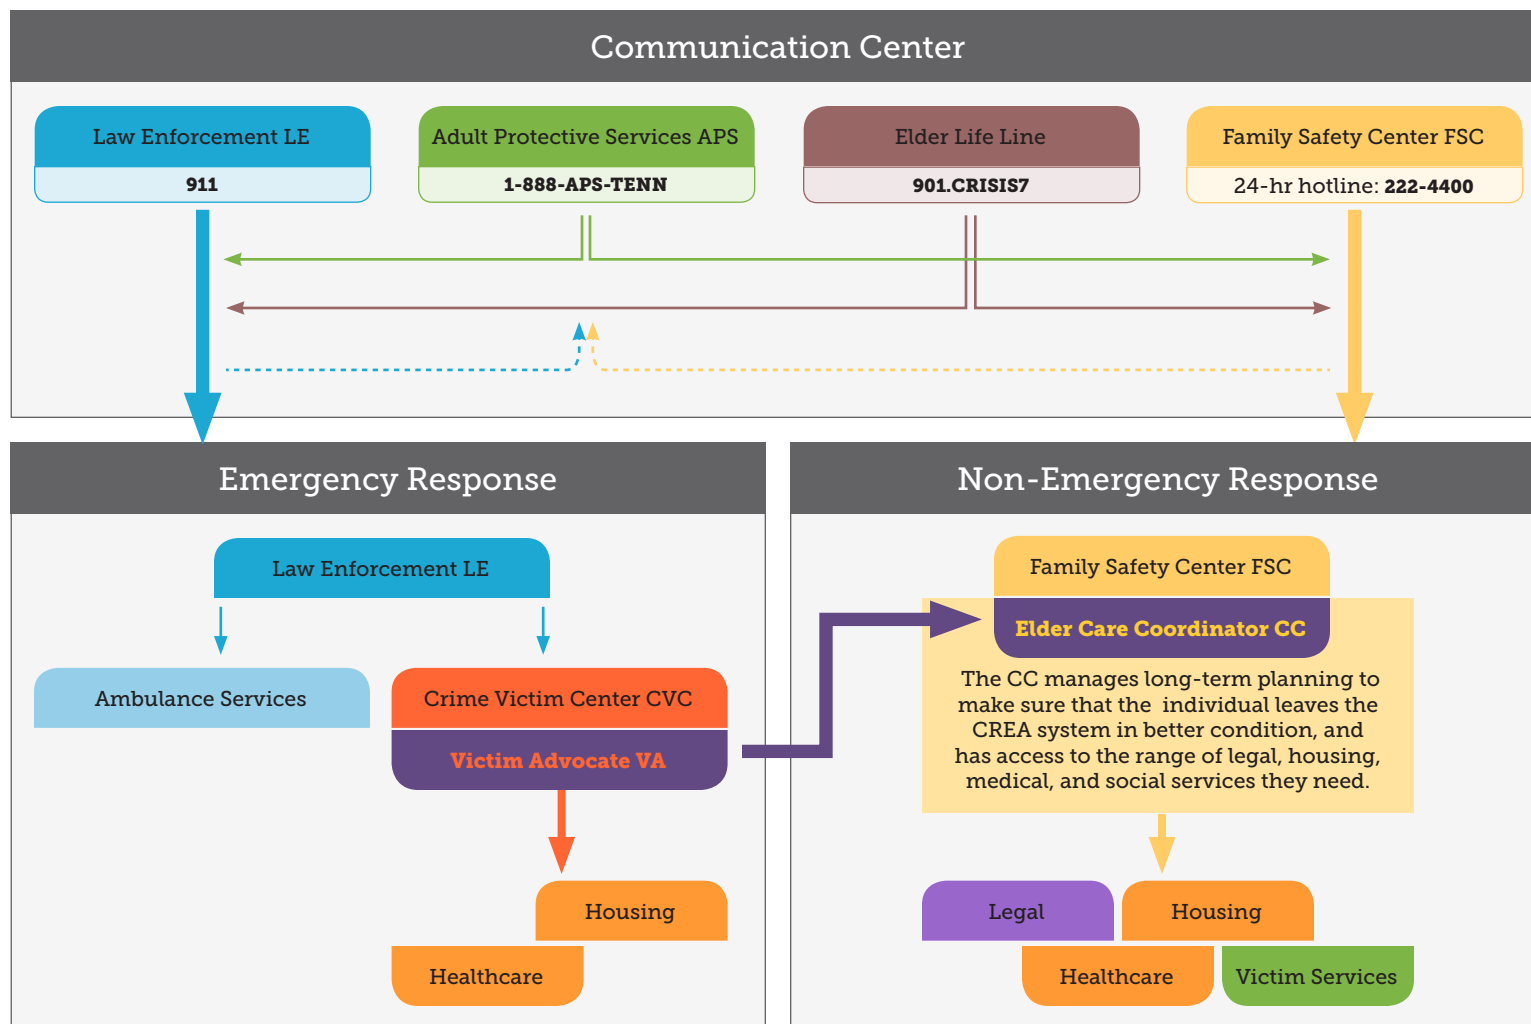 Communication Center
Law Enforcement LE
911
Adult Protective Services APS
1-888-APS-TENN
Elder Life Line
901.CRISIS7
Family Safety Center FSC
24-hr hotline: 222-4400
Emergency Response
Law Enforcement LE
Ambulance Services
Crime Victim Center CVC
Victim Advocate VA
Housing
Healthcare
Non-Emergency Response
Family Safety Center FSC
Elder Care Coordinator CC
The CC manages long-term planning to
make sure that the individual leaves the
CREA system in better condition, and
has access to the range of legal, housing,
medical, and social services they need.
Legal
Housing
Healthcare
Victim Services